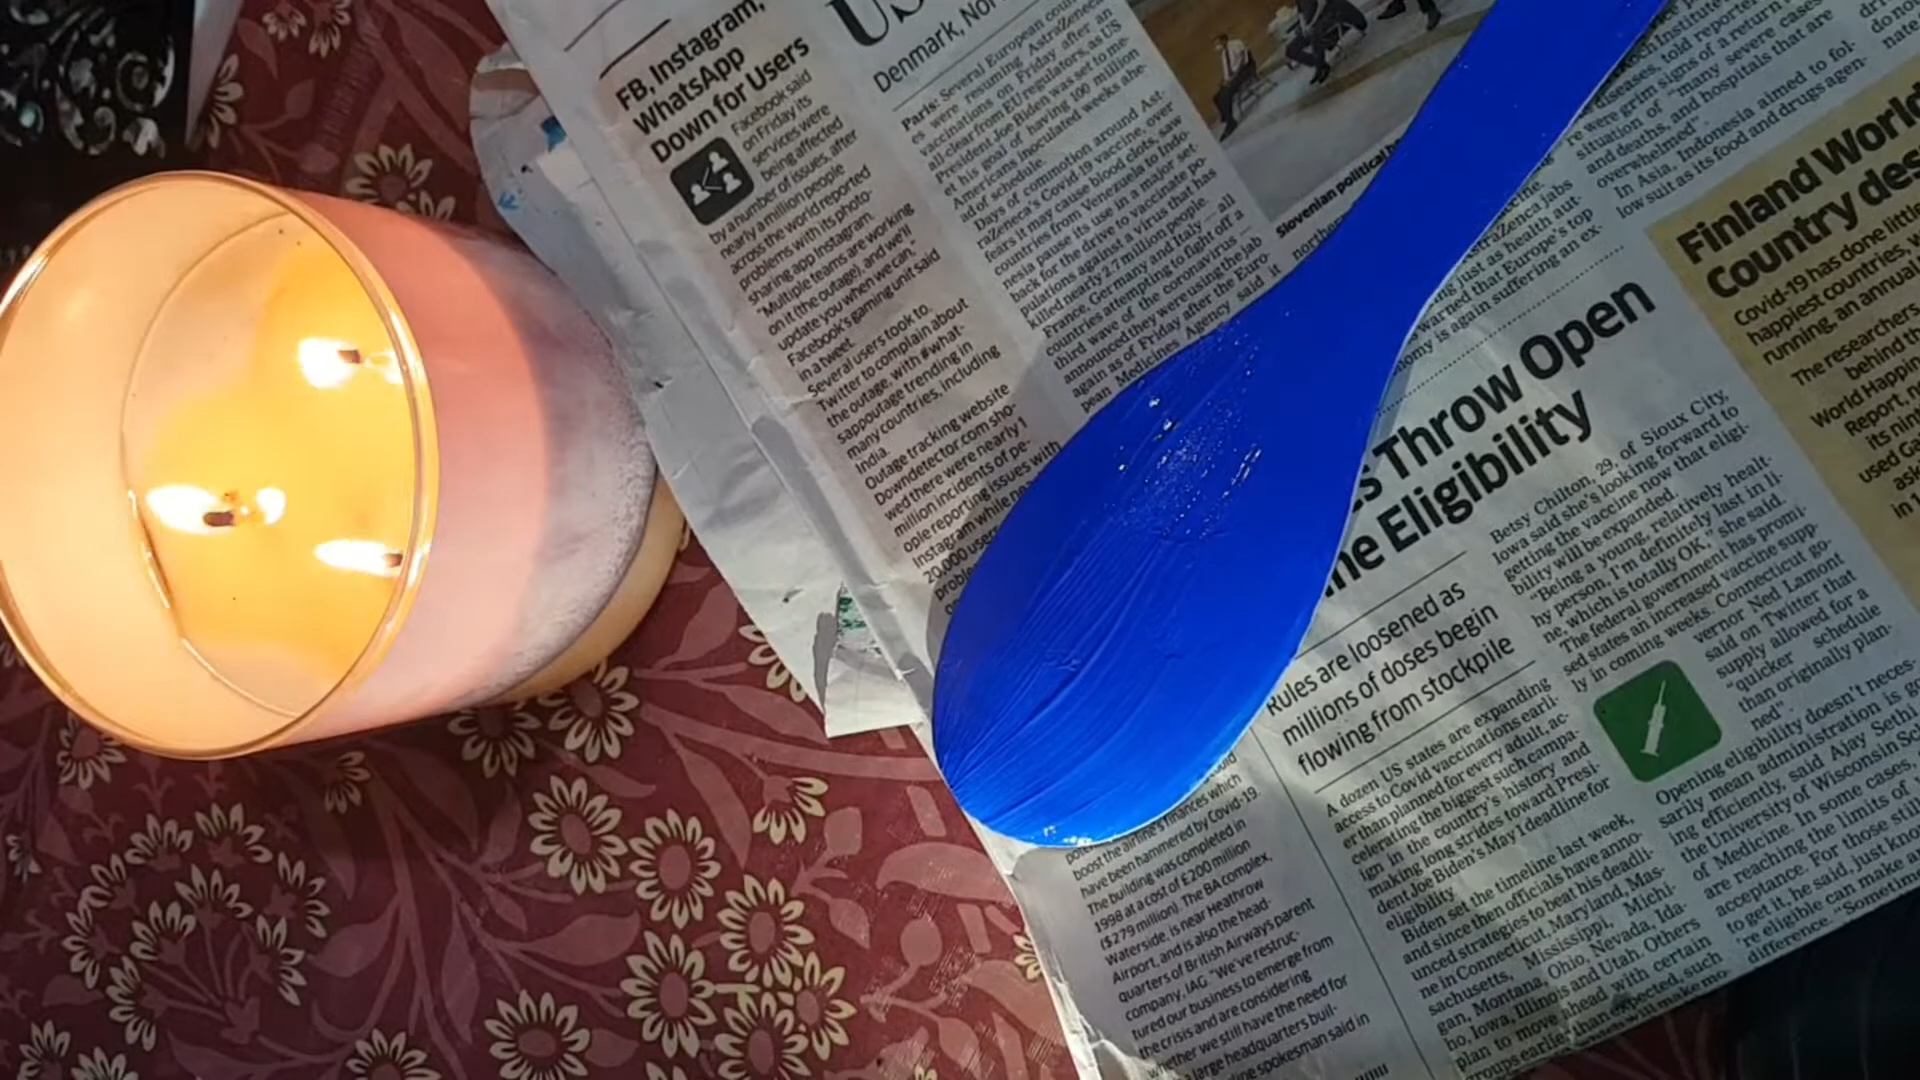 FB, Instagram,
WhatsApp
Down for Users
Facebook said
on Friday its
services were
being affected
by a number of issues, after
nearly a million people
across the world reported
problems with its photo-
sharing app Instagram.
"Multiple teams are working
on it (the outage), and we'll
update you when we can,"
Facebook's gaming unit said
in a tweet.
Several users took to
Twitter to complain about
the outage, with #what-
sappoutage trending in
many countries, including
India.
Outage tracking website
Downdetector.com sho-
wed there were nearly 1
million incidents of pe-
ople reporting issues with
Instagram while
20,000 users
Denmark,
Paris: Several European
es were resuming AstraZeneca
vaccinations on Friday after an
all-clear from EU regulators, as US
President Joe Biden was set to me-
et his goal of having 100 million
Americans inoculated weeks ahe-
ad of schedule.
Days of commotion around Ast-
raZeneca's Covid 19 vaccine, over
fears it may cause blood clots, saw
countries from Venezuela to Indo-
nesia pause its use in a major set-
back for the drive to vaccinate po-
pulations against a virus that has
killed nearly 2.7 million people.
France, Germany and Italy — all
countries attempting to fight off a
third wave of the coronavirus —
announced they were using the jab
again as of Friday after the Euro-
pean Medicines Agency said it
Slovenian political
diseases, told
were grim signs of a return
situation of "many severe cases
and deaths, and hospitals that are
overwhelmed".
In Asia, Indonesia aimed to fol-
low suit as its food and drugs agen-
jabs
just as health aut-
warned that Europe's top
is again suffering an ex-
Finland World
Country
Covid-19 has done little
happiest countries,
running, an annual
The researchers,
behind the
World Happin
Report, no
its nin
used Ga
Throw Open
Eligibility
Rules are loosened as
millions of doses begin
flowing from stockpile
A dozen US states are expanding
access to Covid vaccinations earli-
er than planned for every adult, ac-
celerating the biggest such campa-
ign in the country's history and
making long strides toward Presi-
dent Joe Biden's May 1 deadline for
eligibility.
Biden set the timeline last week,
and since then officials have anno-
unced strategies to beat his deadli-
ne in Connecticut, Maryland, Mas-
sachusetts, Mississippi, Michi-
gan, Montana, Ohio, Nevada, Ida-
ho, Iowa, Illinois and Utah. Others
plan to move ahead with certain
groups earlier than expected, such
Betsy Chilton, 29, of Sioux City,
Iowa said she's looking forward to
getting the vaccine now that eligi-
bility will be expanded.
"Being a young, relatively healt-
hy person, I'm definitely last in li-
ne, which is totally OK," she said.
The federal government has promi-
sed states an increased vaccine supp-
ly in coming weeks. Connecticut go-
vernor Ned Lamont
said on Twitter that
supply allowed for a
"quicker schedule
than originally plan-
ned".
Opening eligibility doesn't neces-
sarily mean administration is go
ing efficiently, said Ajay Sethi
the University of Wisconsin Sc
of Medicine. In some cases,
are reaching the limits of
acceptance. For those still
to get it, he said, just know
're eligible can make a
difference. "Sometime
boost the airline's finances which
have been hammered by Covid-19.
The building was completed in
1998 at a cost of £200 million
($279 million). The BA complex,
Waterside, is near Heathrow
Airport, and is also the head-
quarters of British Airways parent
company, IAG. "We've restruc-
tured our business to emerge from
the crisis and are considering
whether we still have the need for
a large headquarters buil-
spokesman said in